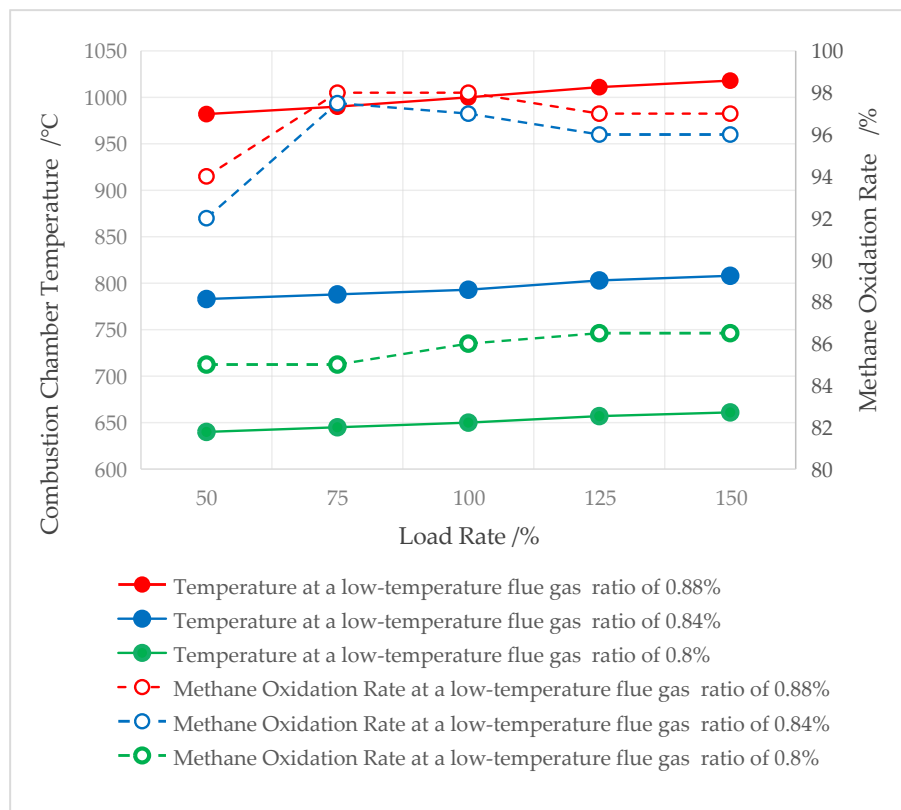 1050
1000
950
900
850
800
750
700
650
600
Combustion Chamber Temperature /℃
100
98
96
94
92
90
88
86
84
82
80
Methane Oxidation Rate /%
50 75 100 125 150
Load Rate /%
Temperature at a low-temperature flue gas ratio of 0.88%
Temperature at a low-temperature flue gas ratio of 0.84%
Temperature at a low-temperature flue gas ratio of 0.8%
Methane Oxidation Rate at a low-temperature flue gas ratio of 0.88%
Methane Oxidation Rate at a low-temperature flue gas ratio of 0.84%
Methane Oxidation Rate at a low-temperature flue gas ratio of 0.8%